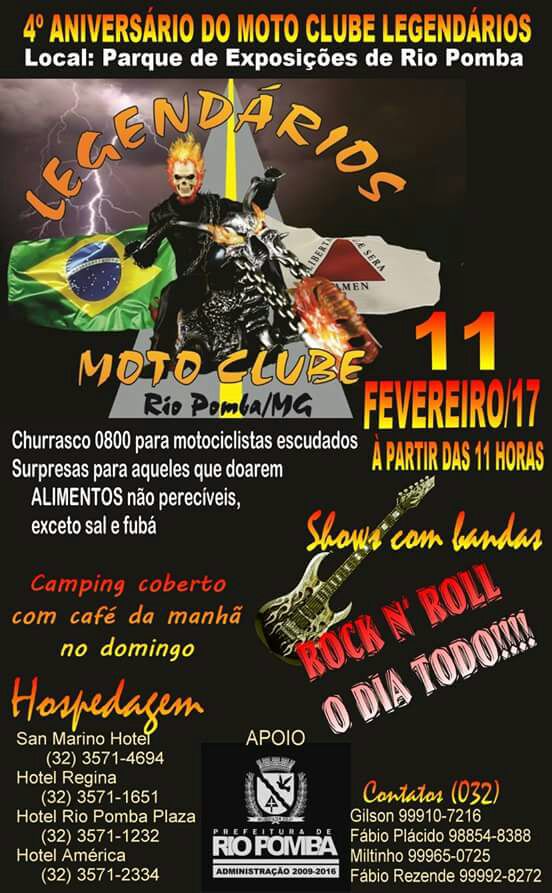 4º ANIVERSÁRIO DO MOTO CLUBE LEGENDÁRIOS
Local: Parque de Exposições de Rio Pomba
LEGENDÁRIOS
LIBERTAS QUE SERA
TAMEN
MOTO CLUBE
Rio Pomba/MG
11
FEVEREIRO/17
À PARTIR DAS 11 HORAS
Churrasco 0800 para motociclistas escudados
Surpresas para aqueles que doarem
ALIMENTOS não perecíveis,
exceto sal e fubá
Shows com bandas
ROCK N' ROLL
O DIA TODO!!!!
Camping coberto
com café da manhã
no domingo
Hospedagem
San Marino Hotel
(32) 3571-4694
Hotel Regina
(32) 3571-1651
Hotel Rio Pomba Plaza
(32) 3571-1232
Hotel América
(32) 3571-2334
APOIO
PREFEITURA DE
RIO POMBA
ADMINISTRAÇÃO 2009-2016
Contatos (032)
Gilson 99910-7216
Fábio Plácido 98854-8388
Miltinho 99965-0725
Fábio Rezende 99992-8272